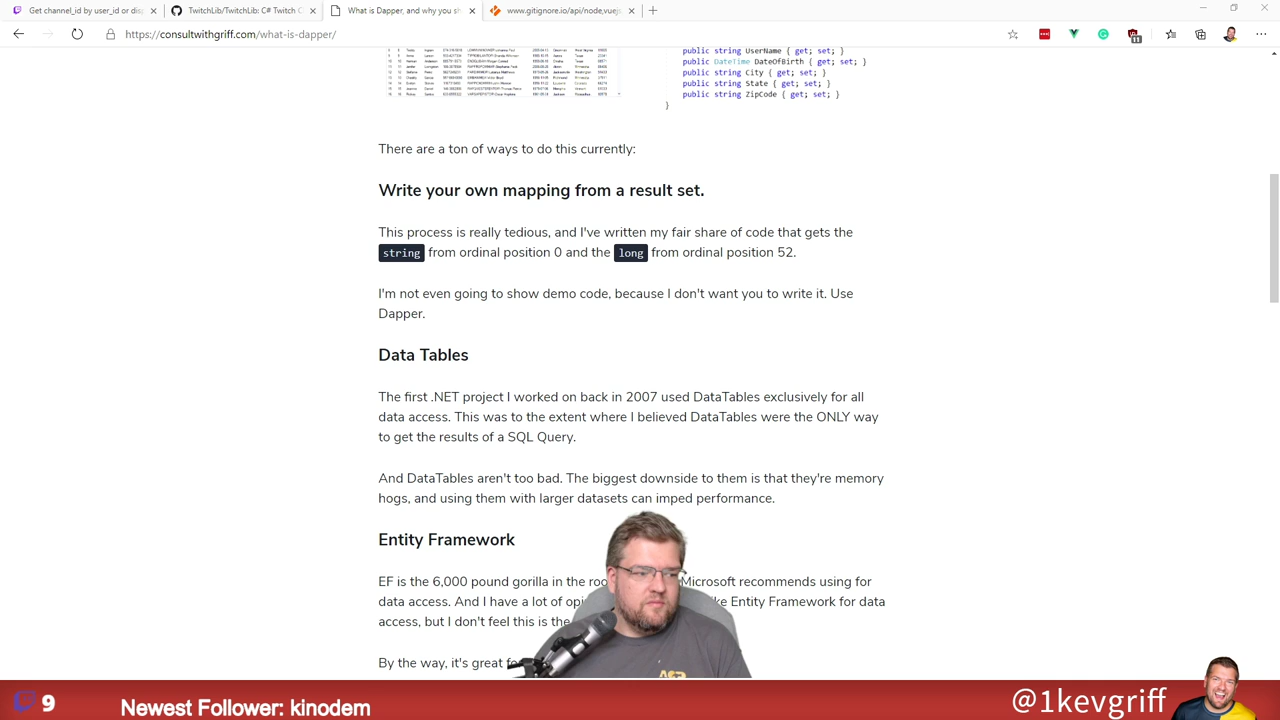 Get channel_id by user_id or disp
TwitchLib/TwitchLib: C# Twitch C
What is Dapper, and why you sh
www.gitignore.io/api/node,vuejs
https://consultwithgriff.com/what-is-dapper/
11
public string UserName { get; set; }
public DateTime DateOfBirth { get; set; }
public string City { get; set; }
public string State { get; set; }
public string ZipCode { get; set; }
}
There are a ton of ways to do this currently:
Write your own mapping from a result set.
This process is really tedious, and I've written my fair share of code that gets the
string from ordinal position 0 and the long from ordinal position 52.
I'm not even going to show demo code, because I don't want you to write it. Use
Dapper.
Data Tables
The first .NET project I worked on back in 2007 used DataTables exclusively for all
data access. This was to the extent where I believed DataTables were the ONLY way
to get the results of a SQL Query.
And DataTables aren't too bad. The biggest downside to them is that they're memory
hogs, and using them with larger datasets can imped performance.
Entity Framework
EF is the 6,000 pound gorilla in the Microsoft recommends using for
data access. And I have a lot of Entity Framework for data
access, but I don't feel this is the
By the way, it's great
9
Newest Follower: kinodem
@1kevgriff